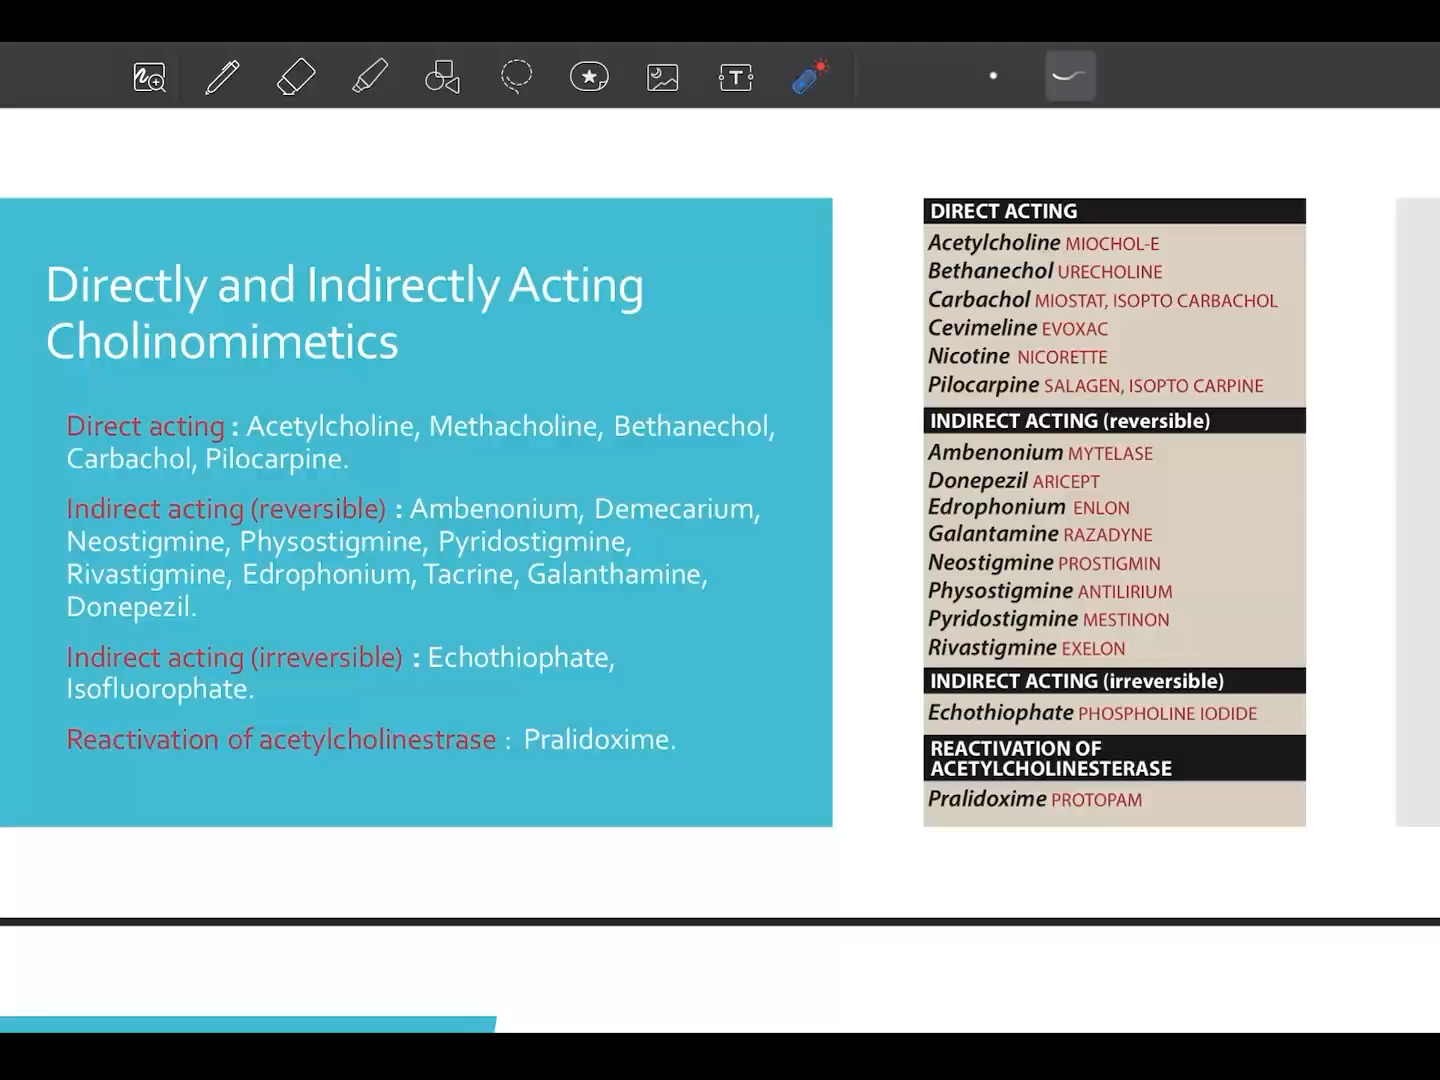 Directly and Indirectly Acting
Cholinomimetics
Direct acting : Acetylcholine, Methacholine, Bethanechol,
Carbachol, Pilocarpine.
Indirect acting (reversible) : Ambenonium, Demecarium,
Neostigmine, Physostigmine, Pyridostigmine,
Rivastigmine, Edrophonium, Tacrine, Galanthamine,
Donepezil.
Indirect acting (irreversible) : Echothiophate,
Isofluorophate.
Reactivation of acetylcholinestrase : Pralidoxime.
DIRECT ACTING
Acetylcholine MIOCHOL-E
Bethanechol URECHOLINE
Carbachol MIOSTAT, ISOPTO CARBACHOL
Cevimeline EVOXAC
Nicotine NICORETTE
Pilocarpine SALAGEN, ISOPTO CARPINE
INDIRECT ACTING (reversible)
Ambenonium MYTELASE
Donepezil ARICEPT
Edrophonium ENLON
Galantamine RAZADYNE
Neostigmine PROSTIGMIN
Physostigmine ANTILIRIUM
Pyridostigmine MESTINON
Rivastigmine EXELON
INDIRECT ACTING (irreversible)
Echothiophate PHOSPHOLINE IODIDE
REACTIVATION OF
ACETYLCHOLINESTERASE
Pralidoxime PROTOPAM